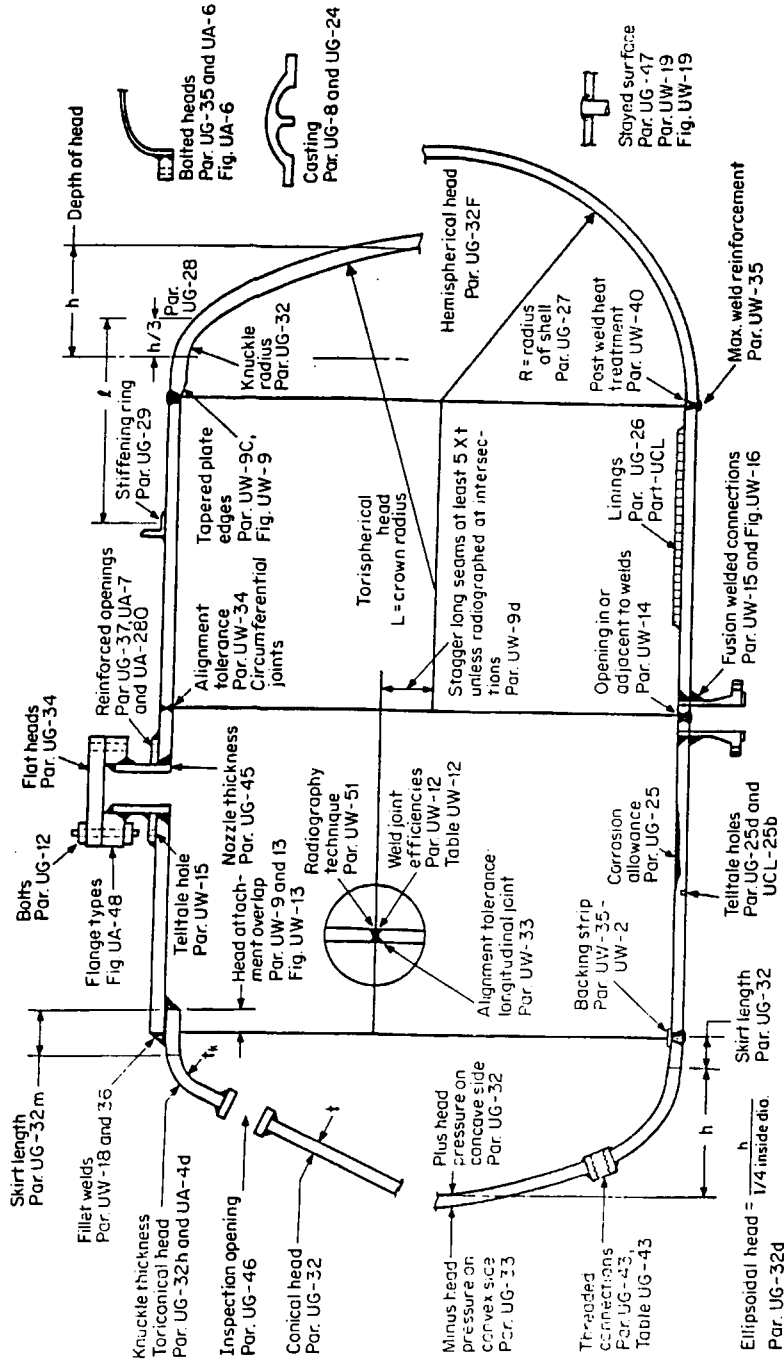 Skirt length
Par. UG-32m
Fillet welds
Par. UW-18 and 36
Knuckle thickness
Toriconical head
Par. UG-32h and UA-4d
Inspection opening
Par. UG-46
Conical head
Par. UG-32
Minus head
pressure on
convex side
Par. UG-33
Threaded
connections
Par. UG-43,
Table UG-43
Ellipsoidal head = h
1/4 inside dia.
Par. UG-32d
Bolts
Par. UG-12
Flange types
Fig UA-48
Telltale hole
Par. UW-15
Head attach-
ment overlap
Par. UW-9 and 13
Fig. UW-13
tk
t
Plus head
pressure on
concave side
Par. UG-32
h
Flat heads
Par. UG-34
Nozzle thickness
Par. UG-45
Radiography
technique
Par. UW-51
Weld joint
efficiencies
Par. UW-12
Table UW-12
Alignment tolerance
longitudinal joint
Par. UW-33
Backing strip
Par. UW-35-
UW-2
Skirt length
Par. UG-32
Corrosion
allowance
Par. UG-25
Telltale holes
Par. UG-25d and
UCL-25b
Reinforced openings
Par UG-37, UA-7
and UA-280
Alignment
tolerance
Par. UW-34
Circumferential
joints
Stagger long seams at least 5 X t
unless radiographed at intersec-
tions
Par. UW-9d
Opening in or
adjacent to welds
Par. UW-14
Fusion welded connections
Par. UW-15 and Fig. UW-16
Stiffening ring
Par. UG-29
l
Tapered plate
edges
Par. UW-9C,
Fig. UW-9
Torispherical
head
L = crown radius
Linings
Par. UG-26
Part-UCL
h
Depth of head
h/3
Par.
UG-28
Knuckle
radius
Par. UG-32
Hemispherical head
Par. UG-32F
R = radius
of shell
Par. UG-27
Post weld heat
treatment
Par. UW-40
Max. weld reinforcement
Par. UW-35
Bolted heads
Par. UG-35 and UA-6
Fig. UA-6
Casting
Par. UG-8 and UG-24
Stayed surface
Par. UG-47
Par. UW-19
Fig. UW-19